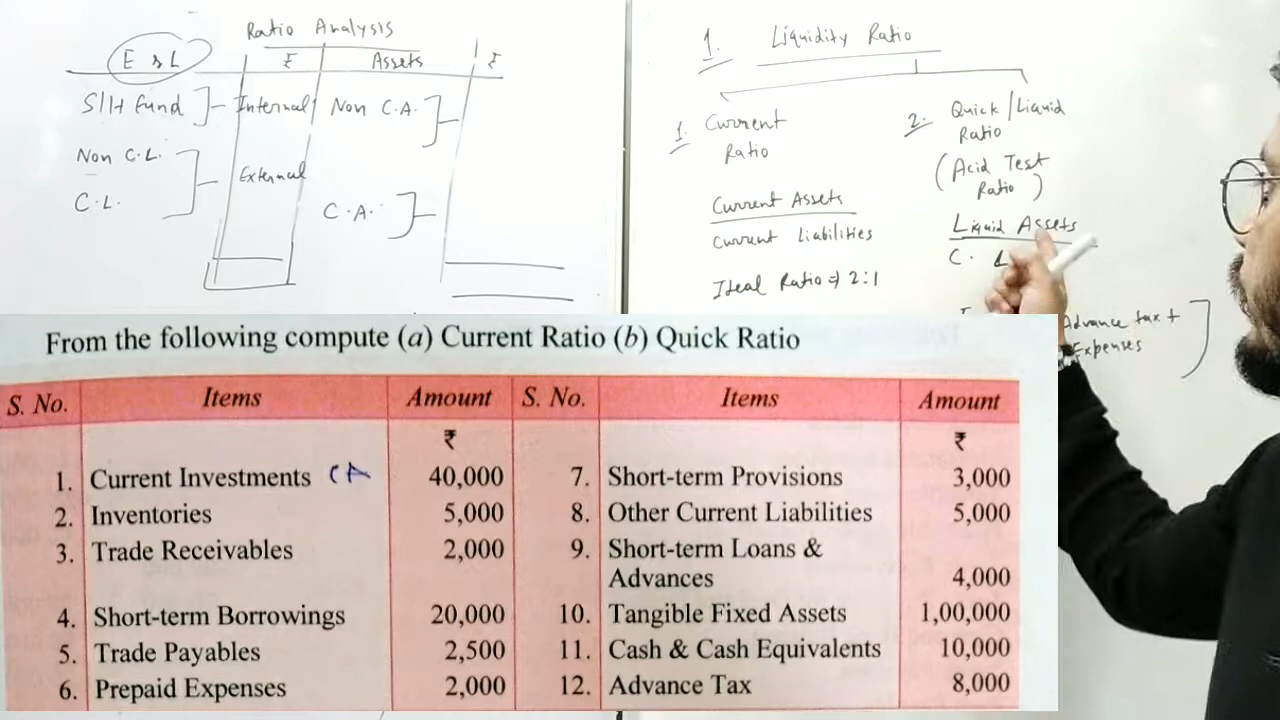 Ratio Analysis
E & L ₹ Assets ₹
S/H Fund Internal Non C.A.
Non C.L. External
C.L. C.A.
1. Liquidity Ratio
1. Current Ratio
Current Assets
Current Liabilities
Ideal Ratio ⇒ 2:1
2. Quick/Liquid
Ratio
(Acid Test
Ratio)
Liquid Assets
C. L
Advance tax +
Expenses
From the following compute (a) Current Ratio (b) Quick Ratio
S. No. Items Amount S. No. Items Amount
₹ ₹
1. Current Investments CA 40,000 7. Short-term Provisions 3,000
2. Inventories 5,000 8. Other Current Liabilities 5,000
3. Trade Receivables 2,000 9. Short-term Loans &
Advances 4,000
4. Short-term Borrowings 20,000 10. Tangible Fixed Assets 1,00,000
5. Trade Payables 2,500 11. Cash & Cash Equivalents 10,000
6. Prepaid Expenses 2,000 12. Advance Tax 8,000